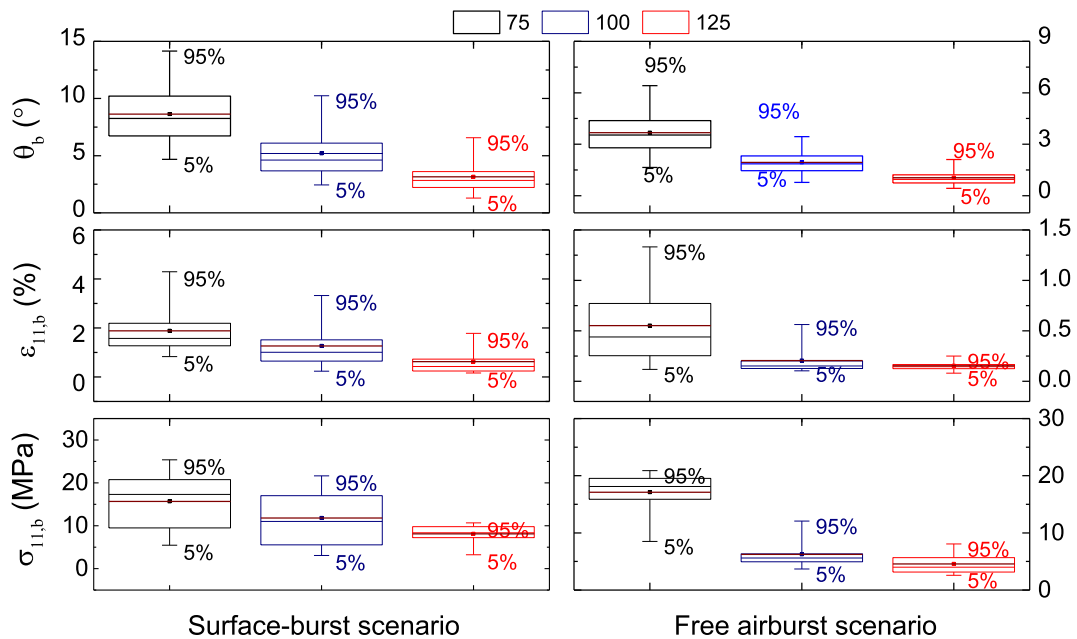 75 100 125
15 95% 95% 5% 5% 95% 5% 10 5 0 θb (°)
95% 95% 95% 5% 5% 5% 9 6 3 0
6 4 2 0 ε11,b (%) 95% 5% 95% 5% 95% 5%
95% 5% 95% 5% 95% 5% 1.5 1.0 0.5 0.0
30 20 10 0 σ11,b (MPa) 95% 5% 95% 5% 95% 5%
95% 5% 95% 5% 95% 5% 30 20 10 0
Surface-burst scenario Free airburst scenario